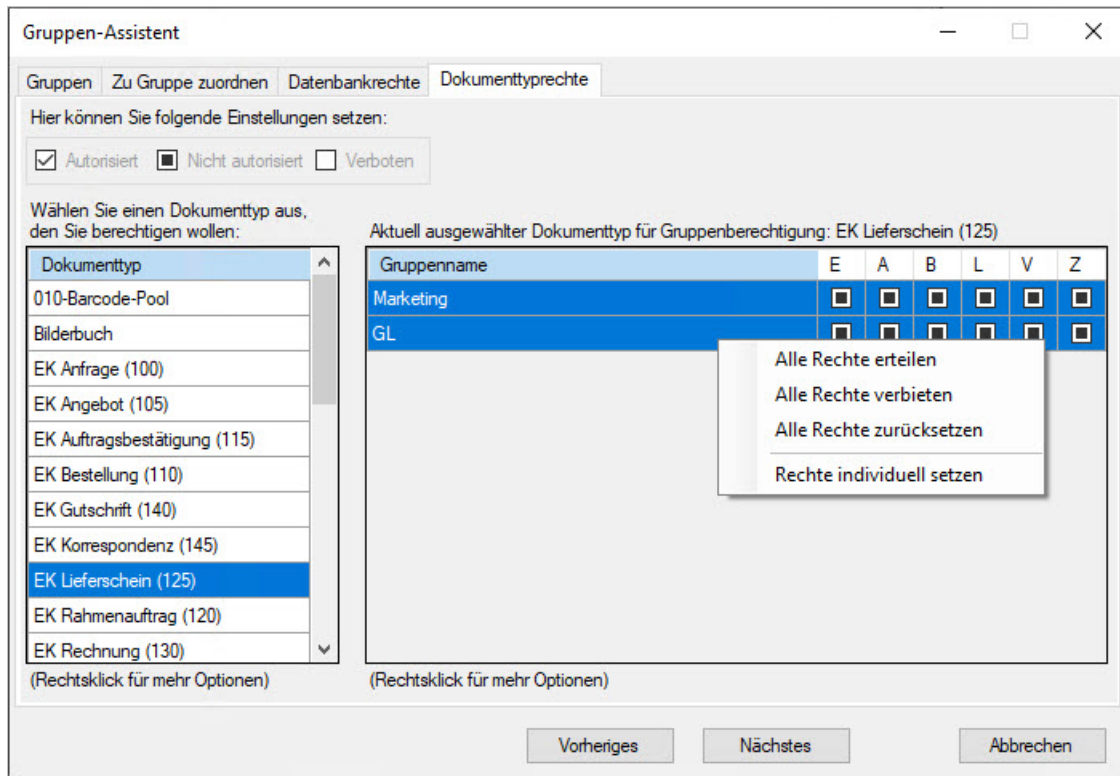 Gruppen-Assistent
Gruppen Zu Gruppe zuordnen Datenbankrechte Dokumenttyprechte
Hier können Sie folgende Einstellungen setzen:
Autorisiert Nicht autorisiert Verboten
Wählen Sie einen Dokumenttyp aus,
den Sie berechtigen wollen:
Dokumenttyp
010-Barcode-Pool
Bilderbuch
EK Anfrage (100)
EK Angebot (105)
EK Auftragsbestätigung (115)
EK Bestellung (110)
EK Gutschrift (140)
EK Korrespondenz (145)
EK Lieferschein (125)
EK Rahmenauftrag (120)
EK Rechnung (130)
(Rechtsklick für mehr Optionen)
Aktuell ausgewählter Dokumenttyp für Gruppenberechtigung: EK Lieferschein (125)
Gruppenname E A B L V Z
Marketing
GL
Alle Rechte erteilen
Alle Rechte verbieten
Alle Rechte zurücksetzen
Rechte individuell setzen
(Rechtsklick für mehr Optionen)
Vorheriges Nächstes Abbrechen